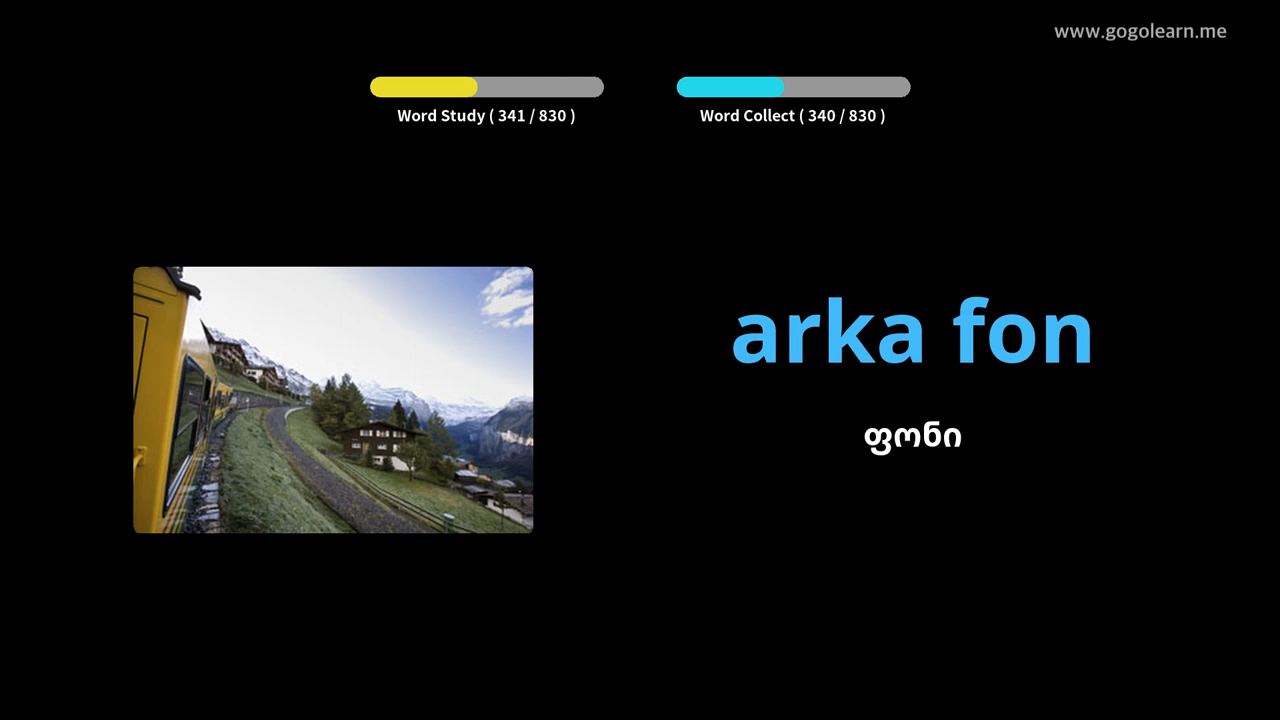 www.gogolearn.me
Word Study ( 341 / 830 )
Word Collect ( 340 / 830 )
arka fon
ფონი